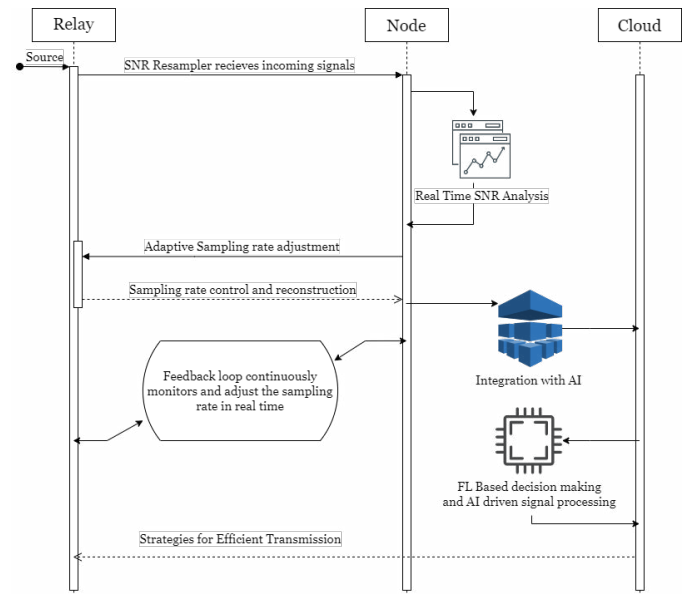 Relay
Node
Cloud
Source
SNR Resampler recieves incoming signals
Real Time SNR Analysis
Adaptive Sampling rate adjustment
Sampling rate control and reconstruction
Feedback loop continuously
monitors and adjust the sampling
rate in real time
Integration with AI
FL Based decision making
and AI driven signal processing
Strategies for Efficient Transmission